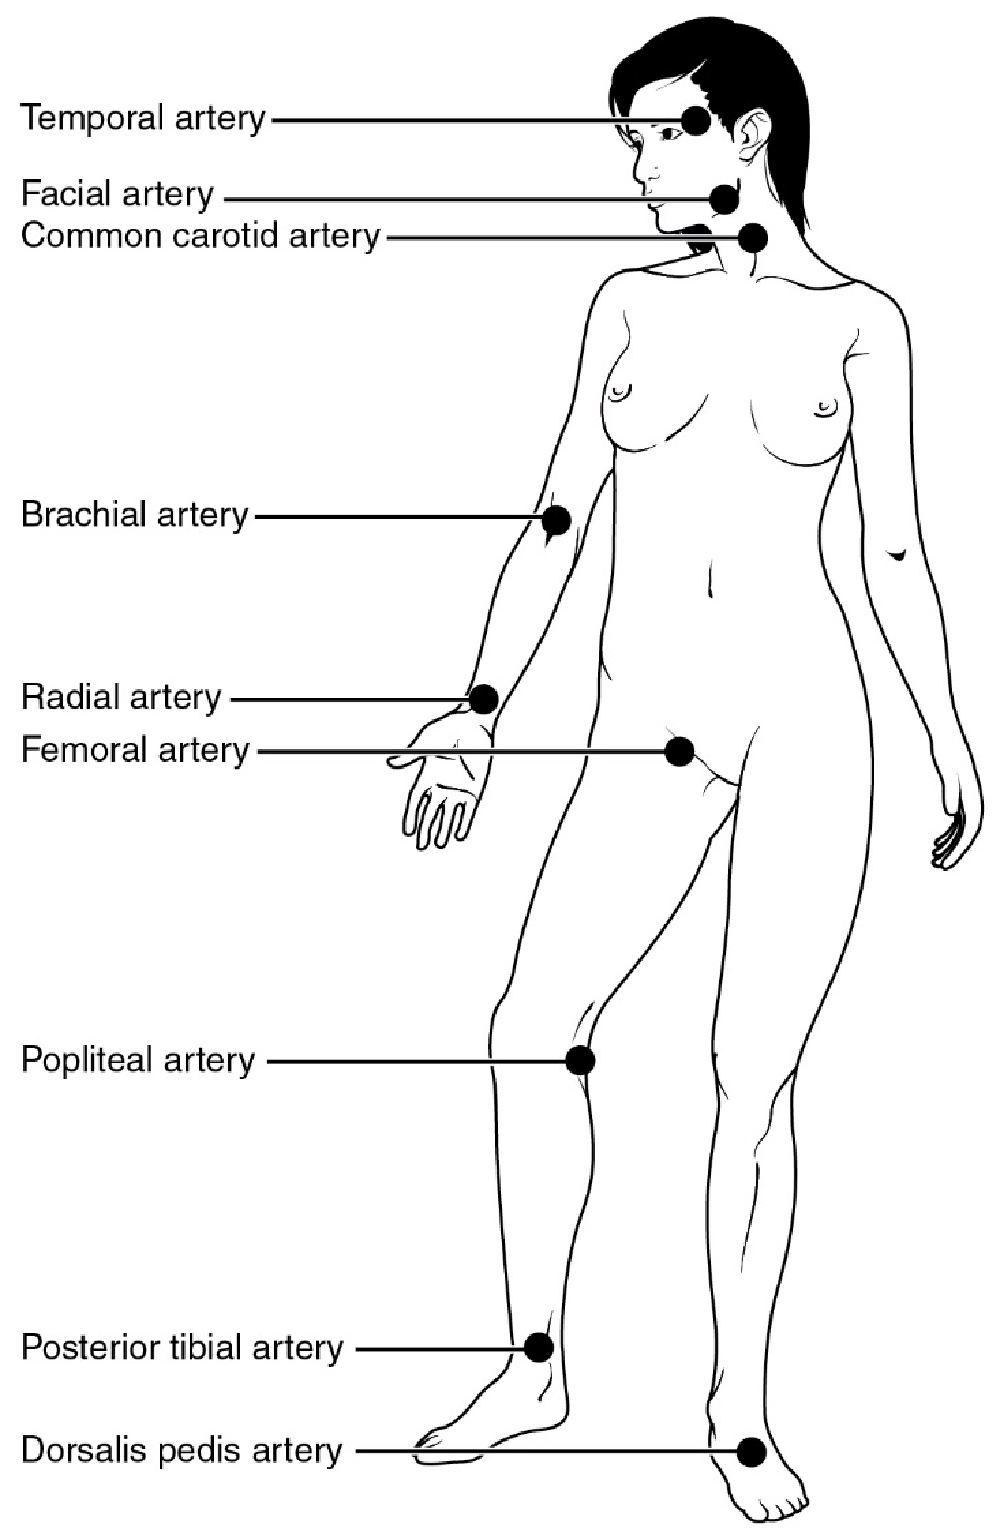 Temporal artery
Facial artery
Common carotid artery
Brachial artery
Radial artery
Femoral artery
Popliteal artery
Posterior tibial artery
Dorsalis pedis artery